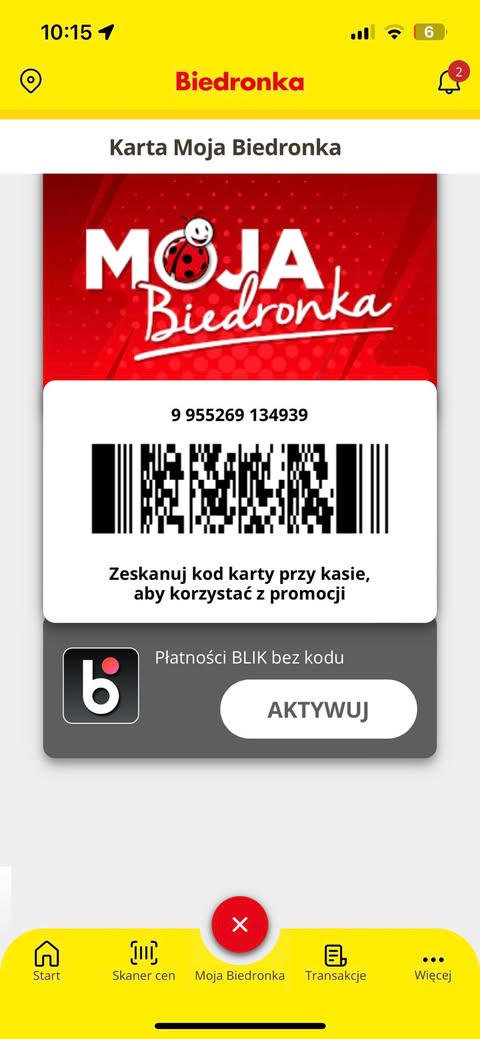 10:15
6
Biedronka
2
Karta Moja Biedronka
MOJA
Biedronka
9 955269 134939
Zeskanuj kod karty przy kasie,
aby korzystać z promocji
b
Płatności BLIK bez kodu
AKTYWUJ
Start
Skaner cen
Moja Biedronka
Transakcje
Więcej